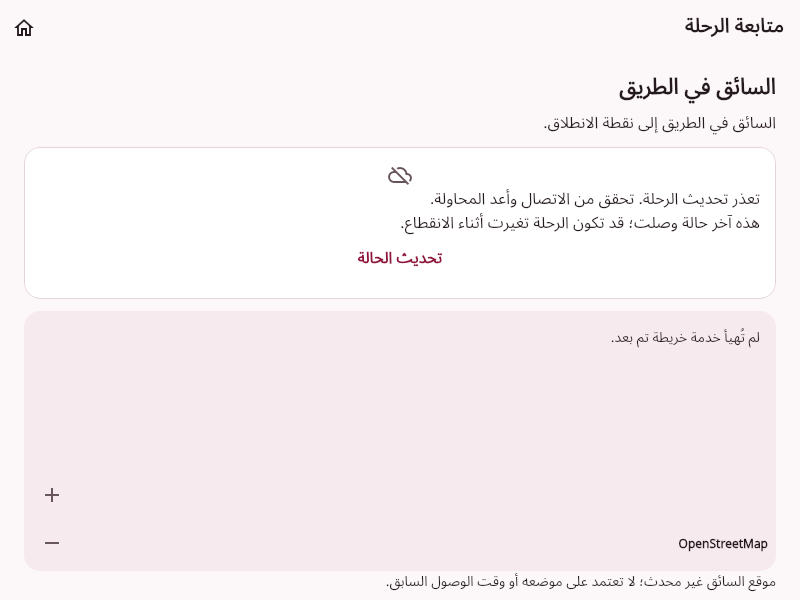 متابعة الرحلة
السائق في الطريق
السائق في الطريق إلى نقطة الانطلاق.
تعذر تحديث الرحلة. تحقق من الاتصال وأعد المحاولة.
هذه آخر حالة وصلت؛ قد تكون الرحلة تغيرت أثناء الانقطاع.
تحديث الحالة
لم تُهيأ خدمة خريطة تم بعد.
OpenStreetMap
موقع السائق غير محدث؛ لا تعتمد على موضعه أو وقت الوصول السابق.